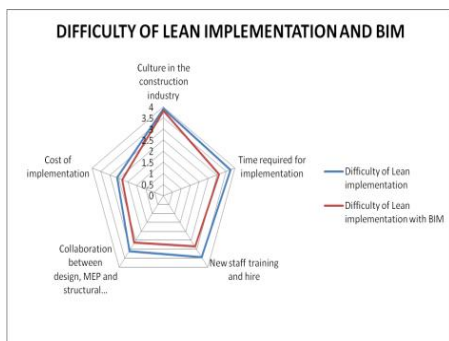 DIFFICULTY OF LEAN IMPLEMENTATION AND BIM
Culture in the
construction
industry
4
3.5
3
2.5
2
1.5
1
0.5
0
Time required for
implementation
New staff training
and hire
Collaboration
between
design, MEP and
structural...
Cost of
implementation
Difficulty of Lean
implementation
Difficulty of Lean
implementation with BIM